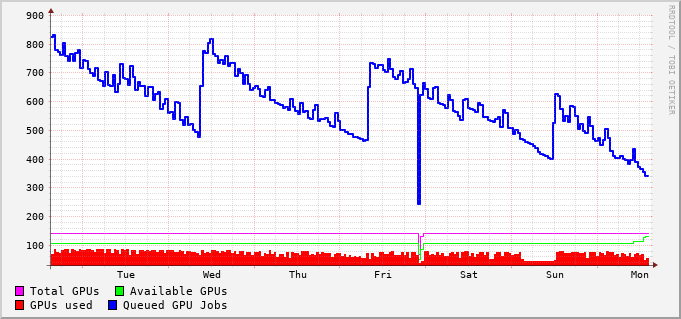 900
800
700
600
500
400
300
200
100
Tue Wed Thu Fri Sat Sun Mon
Total GPUs Available GPUs
GPUs used Queued GPU Jobs
RRDTOOL / TOBI OETIKER